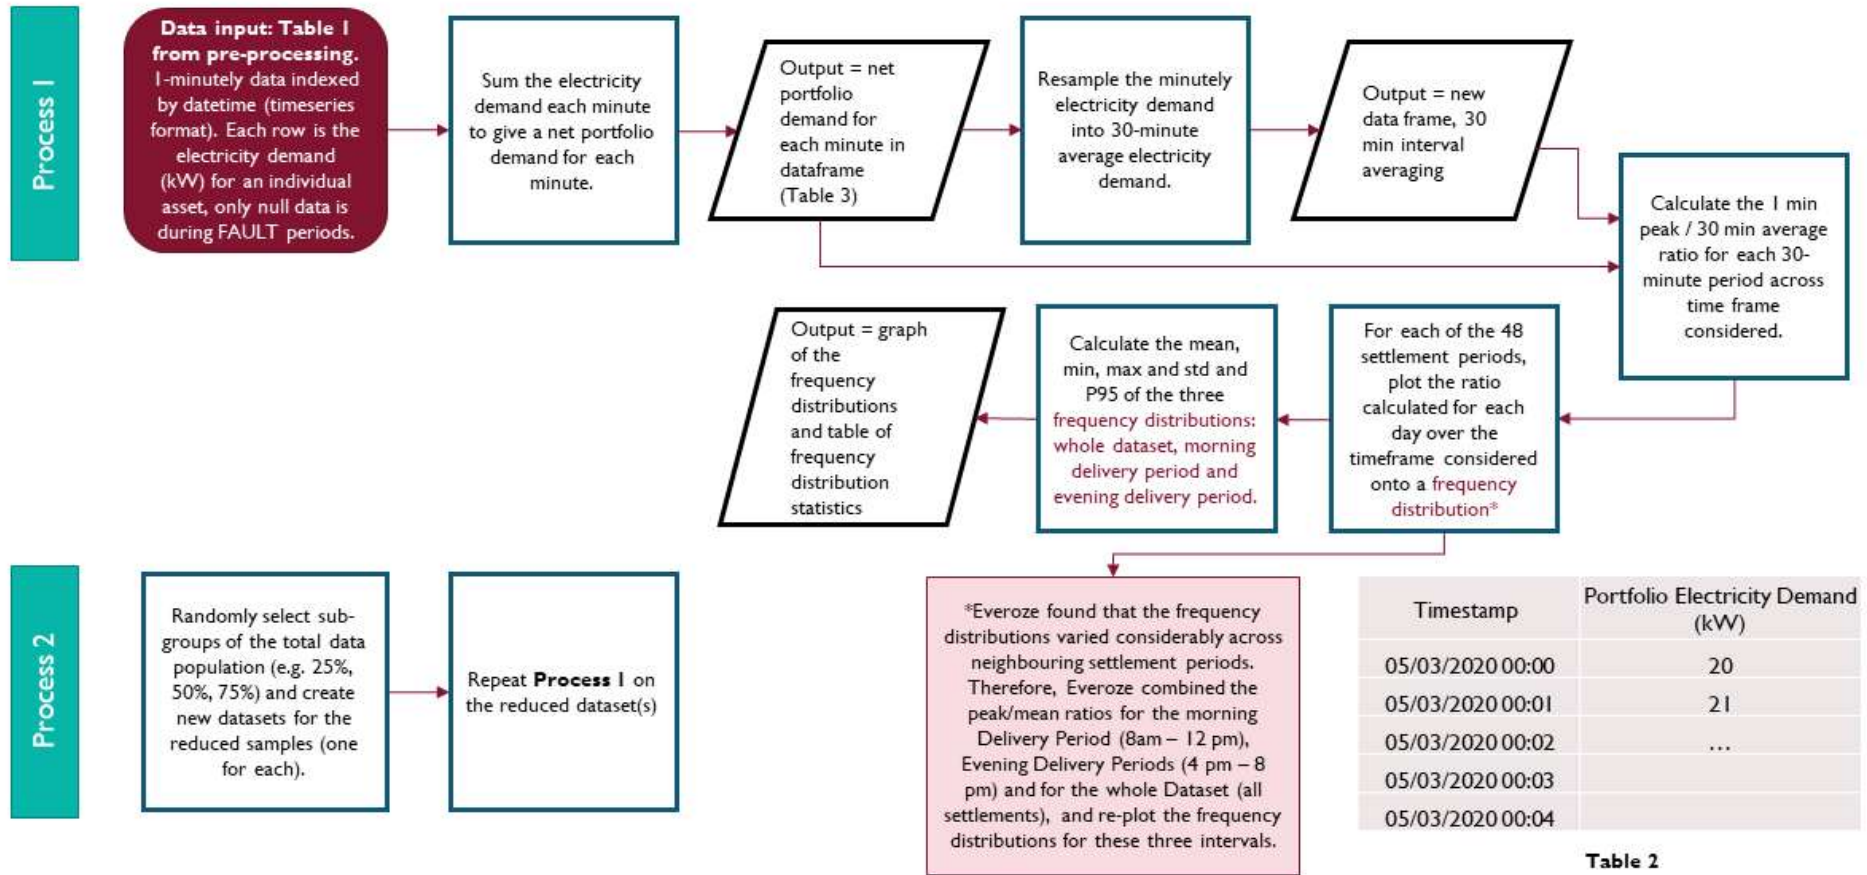 Process 1
Data input: Table 1
from pre-processing.
1-minutely data indexed
by datetime (timeseries
format). Each row is the
electricity demand
(kW) for an individual
asset, only null data is
during FAULT periods.
Sum the electricity
demand each minute
to give a net portfolio
demand for each
minute.
Output = net
portfolio
demand for
each minute in
dataframe
(Table 3)
Resample the minutely
electricity demand
into 30-minute
average electricity
demand.
Output = new
data frame, 30
min interval
averaging
Calculate the 1 min
peak / 30 min average
ratio for each 30-
minute period across
time frame
considered.
For each of the 48
settlement periods,
plot the ratio
calculated for each
day over the
timeframe considered
onto a frequency
distribution*
Calculate the mean,
min, max and std and
P95 of the three
frequency distributions:
whole dataset, morning
delivery period and
evening delivery period.
Output = graph
of the
frequency
distributions
and table of
frequency
distribution
statistics
Process 2
Randomly select sub-
groups of the total data
population (e.g. 25%,
50%, 75%) and create
new datasets for the
reduced samples (one
for each).
Repeat Process 1 on
the reduced dataset(s)
*Everoze found that the frequency
distributions varied considerably across
neighbouring settlement periods.
Therefore, Everoze combined the
peak/mean ratios for the morning
Delivery Period (8am – 12 pm),
Evening Delivery Periods (4 pm – 8
pm) and for the whole Dataset (all
settlements), and re-plot the frequency
distributions for these three intervals.
Timestamp Portfolio Electricity Demand
(kW)
05/03/2020 00:00 20
05/03/2020 00:01 21
05/03/2020 00:02 ...
05/03/2020 00:03
05/03/2020 00:04
Table 2